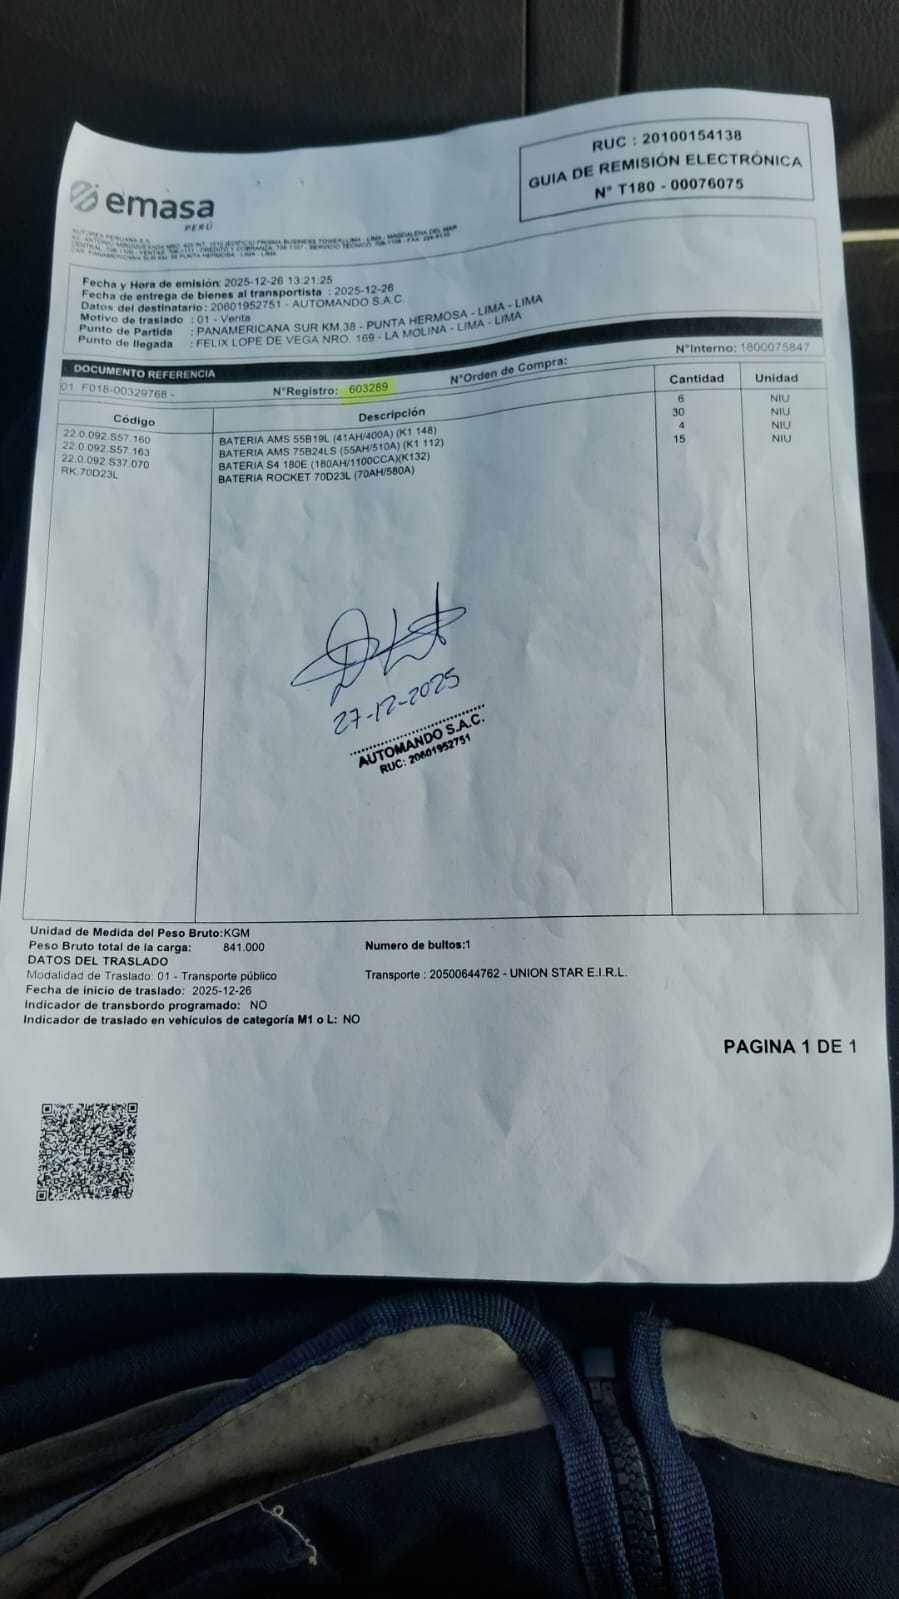 RUC : 20100154138
GUIA DE REMISIÓN ELECTRÓNICA
N° T180 - 00076075
emasa
PERÚ
AUTOREX PERUANA S.A.
Fecha y Hora de emisión: 2025-12-26 13:21:25
Fecha de entrega de bienes al transportista : 2025-12-26
Datos del destinatario: 20601952751 - AUTOMANDO S.A.C.
Motivo de traslado : 01 - Venta
Punto de Partida : PANAMERICANA SUR KM.38 - PUNTA HERMOSA - LIMA - LIMA
Punto de llegada : FELIX LOPE DE VEGA NRO. 169 - LA MOLINA - LIMA - LIMA
DOCUMENTO REFERENCIA
N°Interno: 1800075847
01 F018-00329768 - N°Registro: 603289 N°Orden de Compra:
Código Descripción Cantidad Unidad
22.0.092.S57.160 BATERIA AMS 55B19L (41AH/400A) (K1 148) 6 NIU
22.0.092.S57.163 BATERIA AMS 75B24LS (55AH/510A) (K1 112) 30 NIU
22.0.092.S37.070 BATERIA S4 180E (180AH/1100CCA)(K132) 4 NIU
RK.70D23L BATERIA ROCKET 70D23L (70AH/580A) 15 NIU
27-12-2025
AUTOMANDO S.A.C.
RUC: 20601952751
Unidad de Medida del Peso Bruto:KGM
Peso Bruto total de la carga: 841.000 Numero de bultos:1
DATOS DEL TRASLADO
Modalidad de Traslado: 01 - Transporte público Transporte : 20500644762 - UNION STAR E.I.R.L.
Fecha de inicio de traslado: 2025-12-26
Indicador de transbordo programado: NO
Indicador de traslado en vehículos de categoría M1 o L: NO
PAGINA 1 DE 1